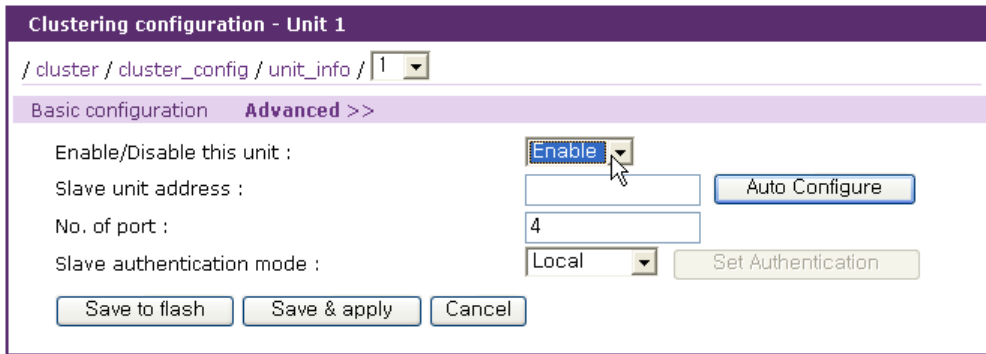 Clustering configuration - Unit 1
/ cluster / cluster_config / unit_info / 1
Basic configuration Advanced >>
Enable/Disable this unit : Enable
Slave unit address : Auto Configure
No. of port : 4
Slave authentication mode : Local Set Authentication
Save to flash Save & apply Cancel